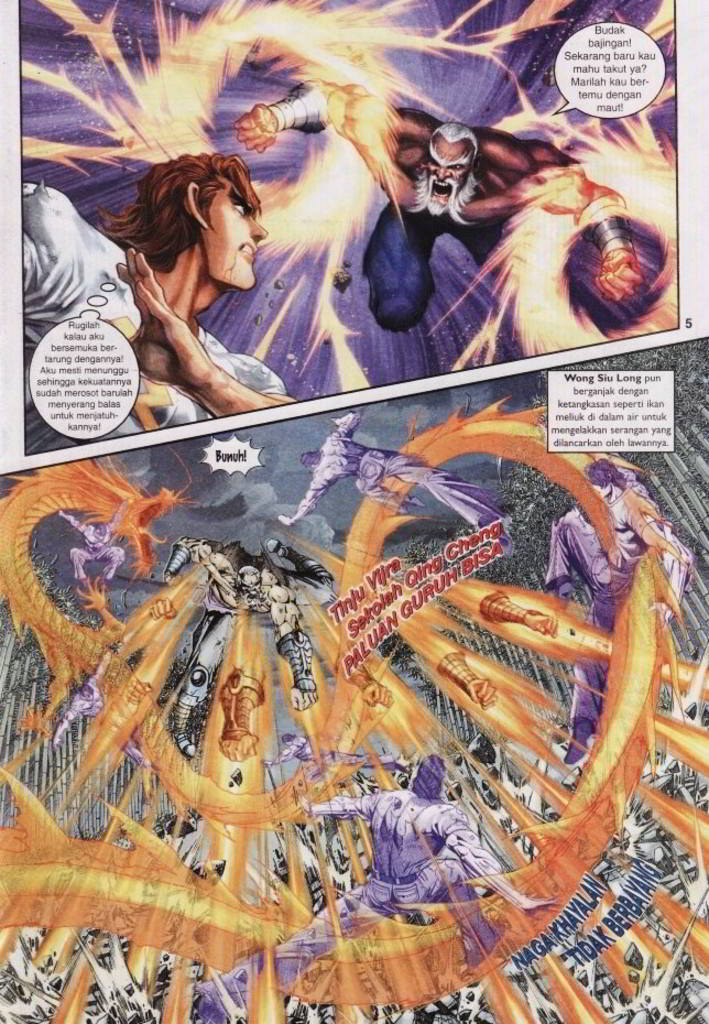 Budak
bajingan!
Sekarang baru kau
mahu takut ya?
Marilah kau ber-
temu dengan
maut!
Rugilah
kalau aku
bersemuka ber-
tarung dengannya!
Aku mesti menunggu
sehingga kekuatannya
sudah merosot barulah
menyerang balas
untuk menjatuh-
kannya!
5
Wong Siu Long pun
berganjak dengan
ketangkasan seperti ikan
meliuk di dalam air untuk
mengelakkan serangan yang
dilancarkan oleh lawannya.
Bunuh!
Tinju Vijra
Sekolah Qing Cheng
PALUAN GURUH BISA
NAGA KHAYALAN
TIDAK BERBAYANG